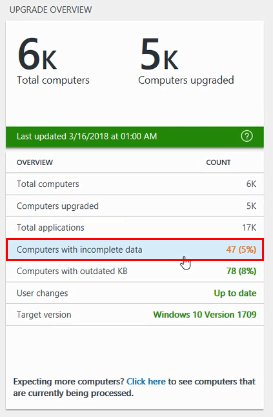 UPGRADE OVERVIEW
6K 5K
Total computers Computers upgraded
Last updated 3/16/2018 at 01:00 AM ?
OVERVIEW COUNT
Total computers 6K
Computers upgraded 5K
Total applications 17K
Computers with incomplete data 47 (5%)
Computers with outdated KB 78 (8%)
User changes Up to date
Target version Windows 10 Version 1709
Expecting more computers? Click here to see computers that
are currently being processed.